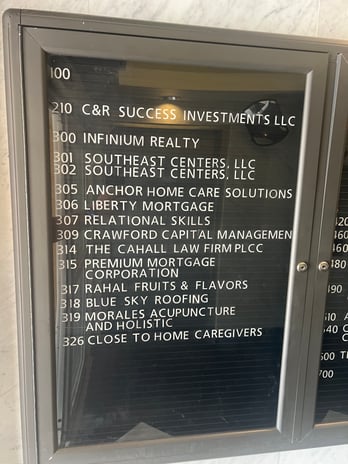 100
210 C&R SUCCESS INVESTMENTS LLC
300 INFINIUM REALTY
301 SOUTHEAST CENTERS, LLC
302 SOUTHEAST CENTERS, LLC
305 ANCHOR HOME CARE SOLUTIONS
306 LIBERTY MORTGAGE
307 RELATIONAL SKILLS
309 CRAWFORD CAPITAL MANAGEMEN
314 THE CAHALL LAW FIRM PLCC
315 PREMIUM MORTGAGE
CORPORATION
317 RAHAL FRUITS & FLAVORS
318 BLUE SKY ROOFING
319 MORALES ACUPUNCTURE
AND HOLISTIC
326 CLOSE TO HOME CAREGIVERS